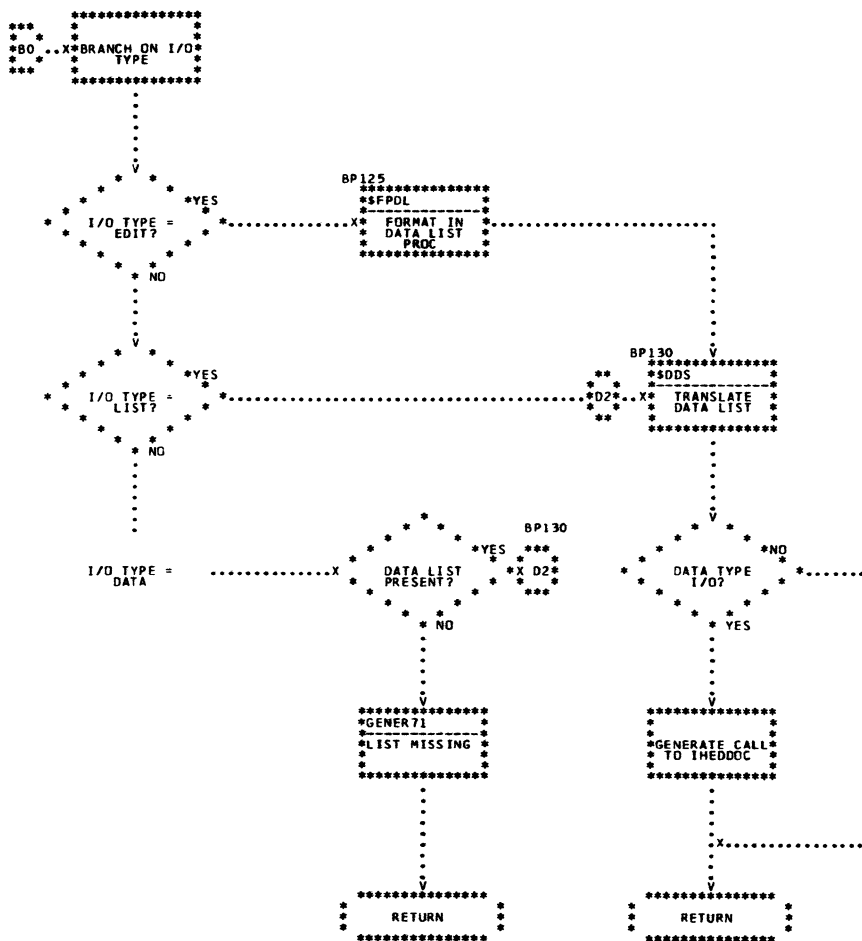 B0
BRANCH ON I/O
TYPE
YES
I/O TYPE =
EDIT?
NO
BP125
$FPDL
FORMAT IN
DATA LIST
PROC
YES
I/O TYPE =
LIST?
NO
D2
BP130
$DDS
TRANSLATE
DATA LIST
I/O TYPE =
DATA
YES
DATA LIST
PRESENT?
NO
BP130
D2
NO
DATA TYPE
I/O?
YES
GENER71
LIST MISSING
GENERATE CALL
TO IHEDDOC
RETURN
RETURN